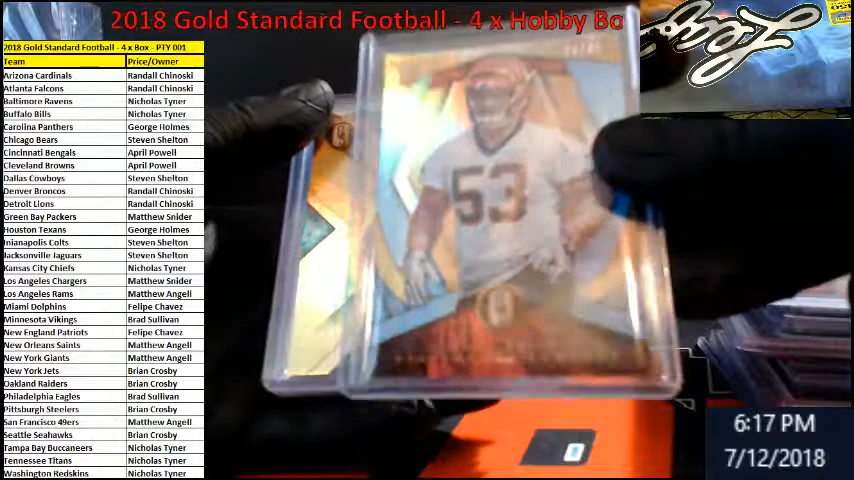 2018 Gold Standard Football - 4 x Hobby Bo
2018 Gold Standard Football - 4 x Box - PTY 001
Team Price/Owner
Arizona Cardinals Randall Chinoski
Atlanta Falcons Randall Chinoski
Baltimore Ravens Nicholas Tyner
Buffalo Bills Nicholas Tyner
Carolina Panthers George Holmes
Chicago Bears Steven Shelton
Cincinnati Bengals April Powell
Cleveland Browns April Powell
Dallas Cowboys Steven Shelton
Denver Broncos Randall Chinoski
Detroit Lions Randall Chinoski
Green Bay Packers Matthew Snider
Houston Texans George Holmes
Inianapolis Colts Steven Shelton
Jacksonville Jaguars Steven Shelton
Kansas City Chiefs Nicholas Tyner
Los Angeles Chargers Matthew Snider
Los Angeles Rams Matthew Angell
Miami Dolphins Felipe Chavez
Minnesota Vikings Brad Sullivan
New England Patriots Felipe Chavez
New Orleans Saints Matthew Angell
New York Giants Matthew Angell
New York Jets Brian Crosby
Oakland Raiders Brian Crosby
Philadelphia Eagles Brad Sullivan
Pittsburgh Steelers Brian Crosby
San Francisco 49ers Matthew Angell
Seattle Seahawks Brian Crosby
Tampa Bay Buccaneers Nicholas Tyner
Tennessee Titans Nicholas Tyner
Washington Redskins Nicholas Tyner
53
6:17 PM
7/12/2018